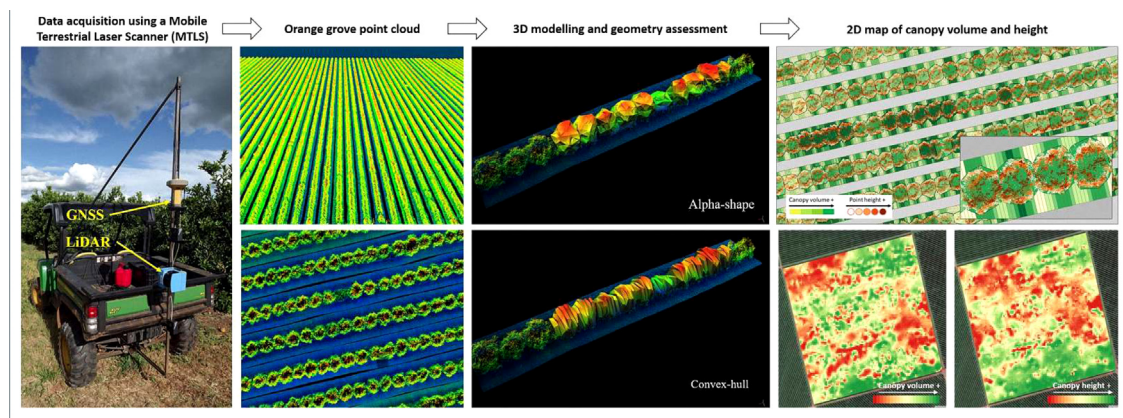 Data acquisition using a Mobile
Terrestrial Laser Scanner (MTLS)
Orange grove point cloud
3D modelling and geometry assessment
2D map of canopy volume and height
GNSS
LiDAR
Alpha-shape
Canopy volume +
Point height +
Convex-hull
Canopy volume +
Canopy height +